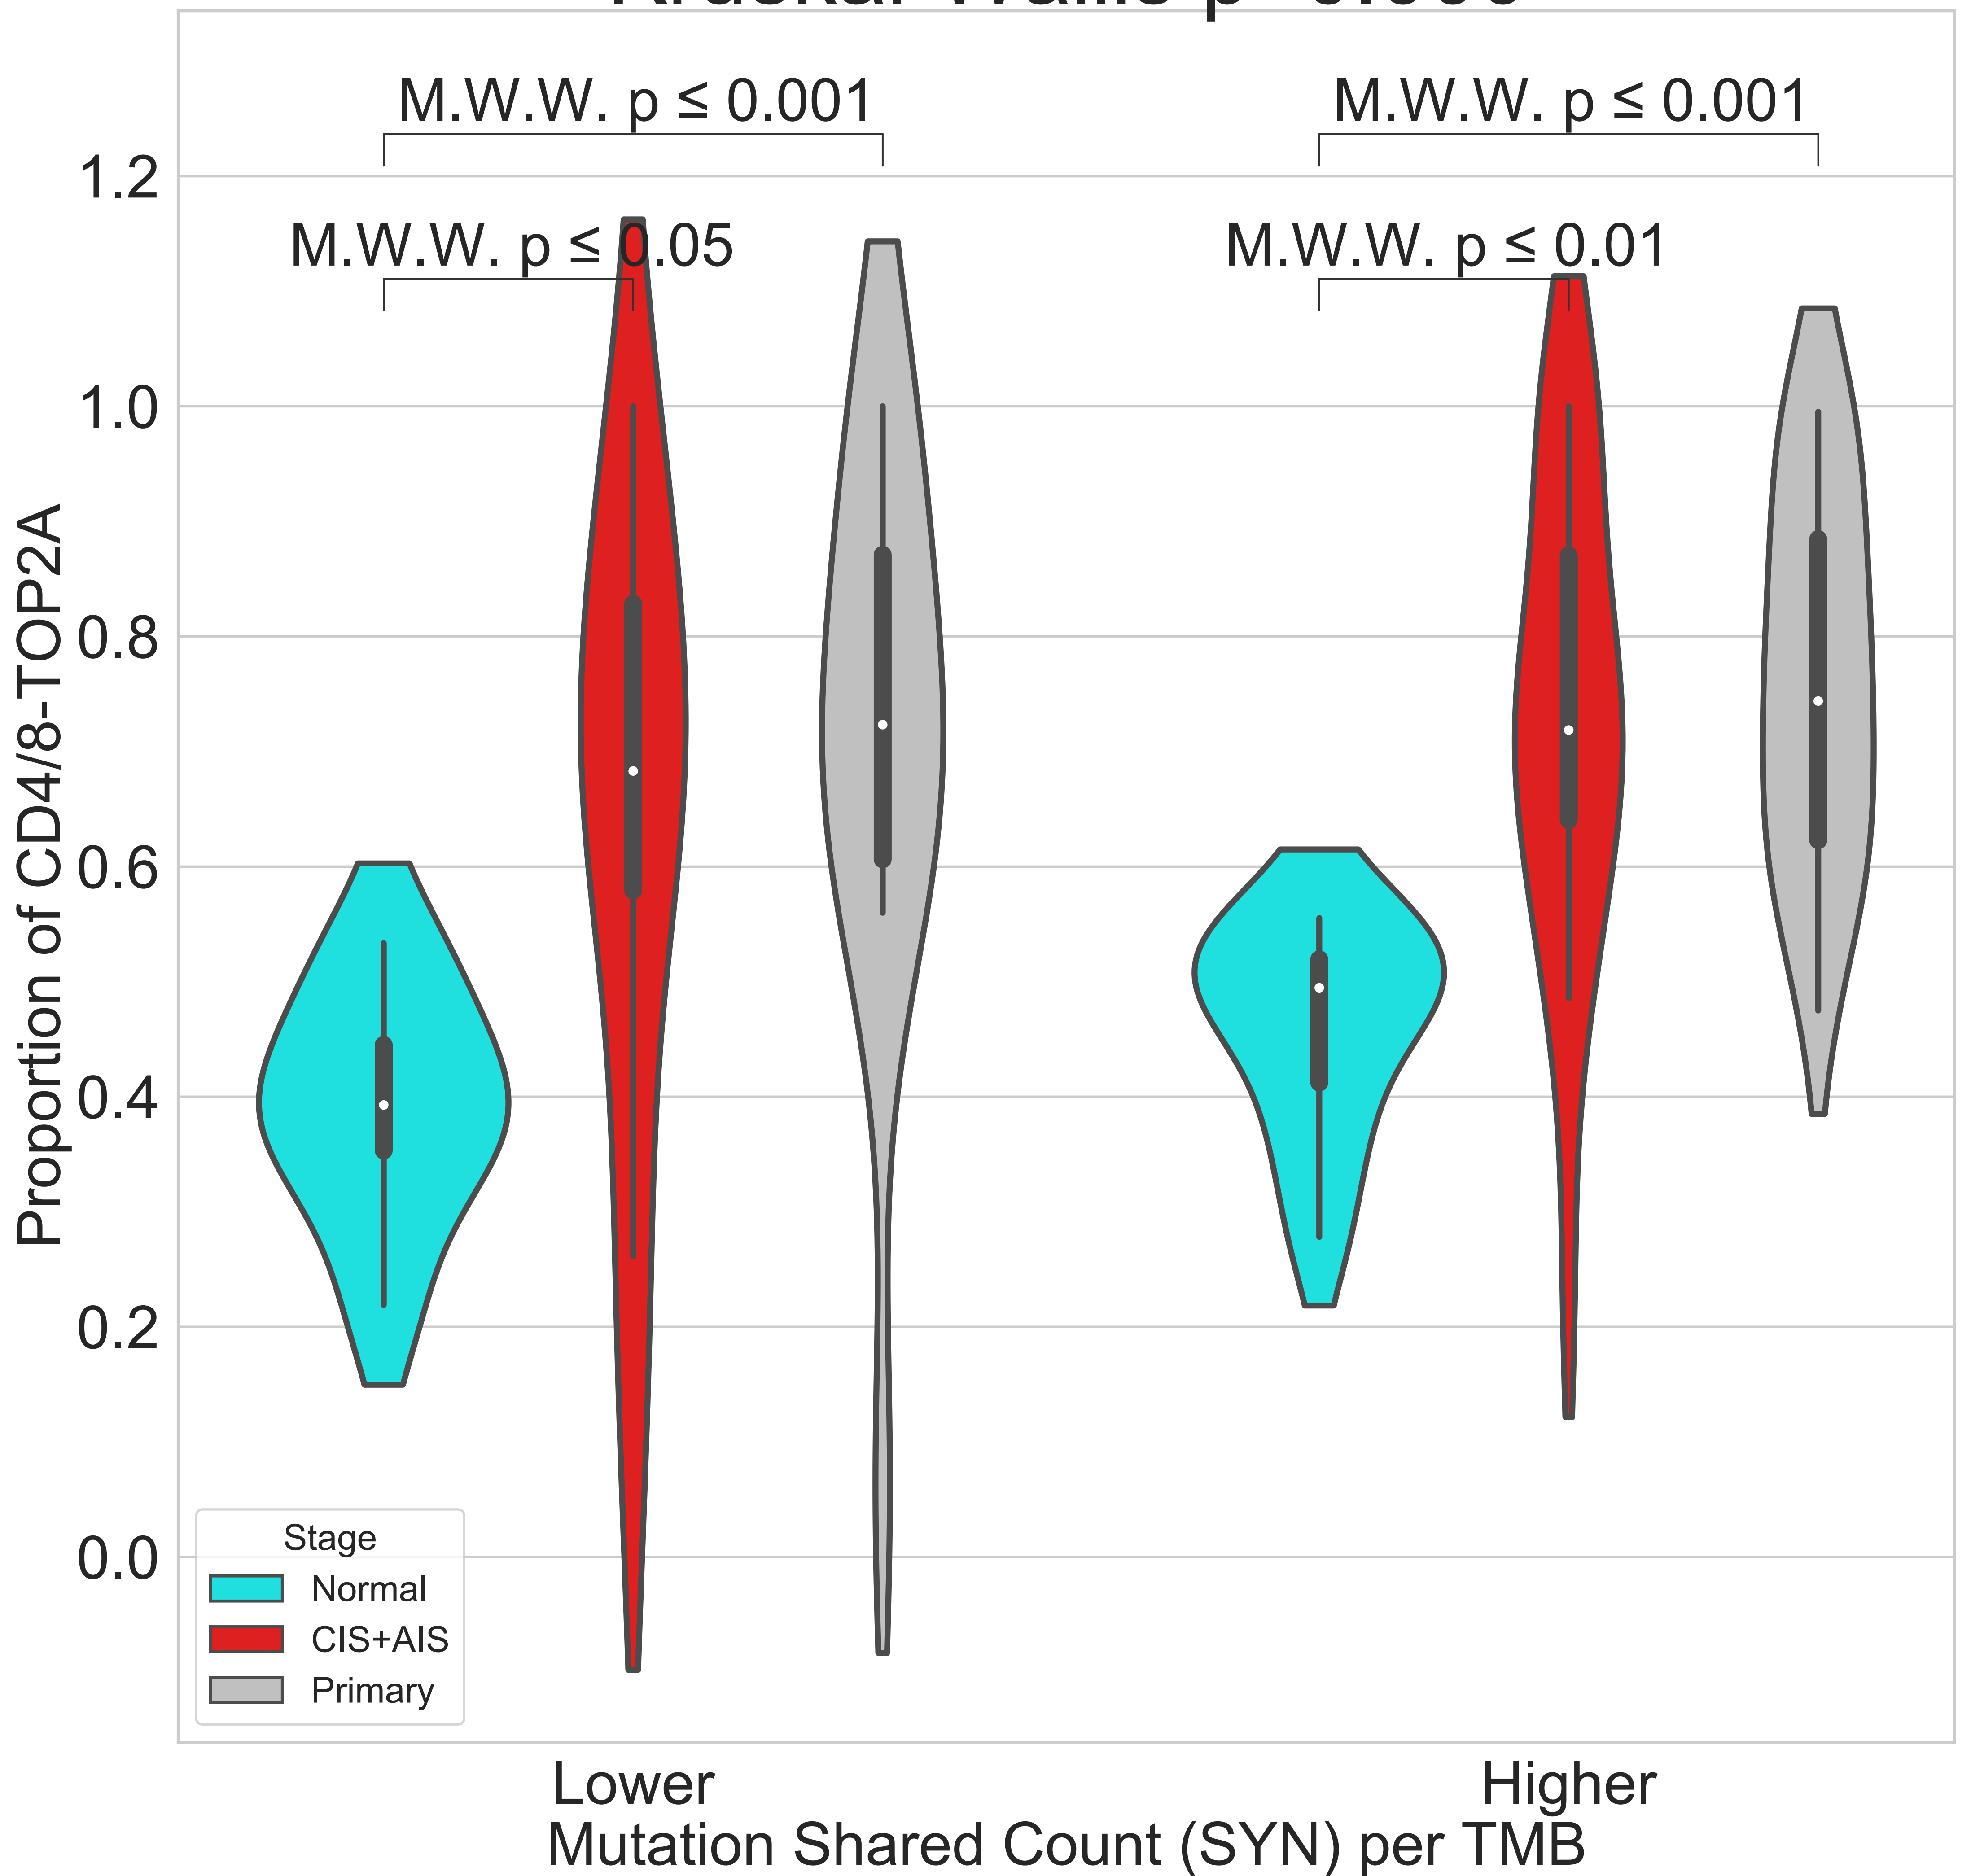 M.W.W. p ≤ 0.001
M.W.W. p ≤ 0.001
M.W.W. p ≤ 0.05
M.W.W. p ≤ 0.01
Proportion of CD4/8-TOP2A
1.2
1.0
0.8
0.6
0.4
0.2
0.0
Stage
Normal
CIS+AIS
Primary
Lower
Higher
Mutation Shared Count (SYN) per TMB